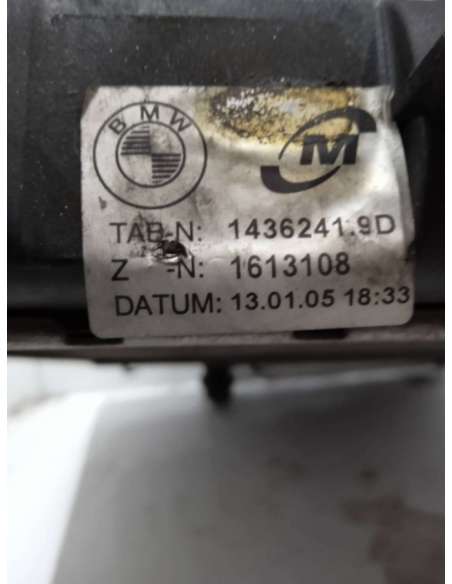 BMW
M
TAB-N: 1436241.9D
Z -N: 1613108
DATUM: 13.01.05 18:33